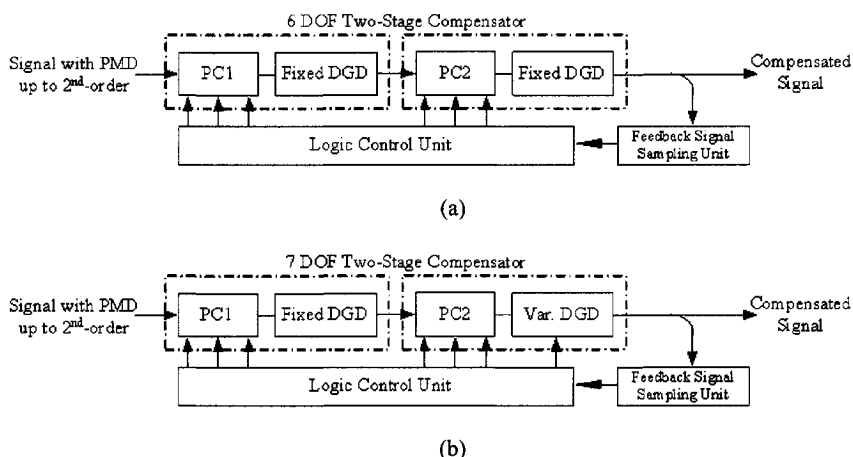 6 DOF Two-Stage Compensator
Signal with PMD
up to 2nd-order
PC1
Fixed DGD
PC2
Fixed DGD
Compensated
Signal
Logic Control Unit
Feedback Signal
Sampling Unit
(a)
7 DOF Two-Stage Compensator
Signal with PMD
up to 2nd-order
PC1
Fixed DGD
PC2
Var. DGD
Compensated
Signal
Logic Control Unit
Feedback Signal
Sampling Unit
(b)